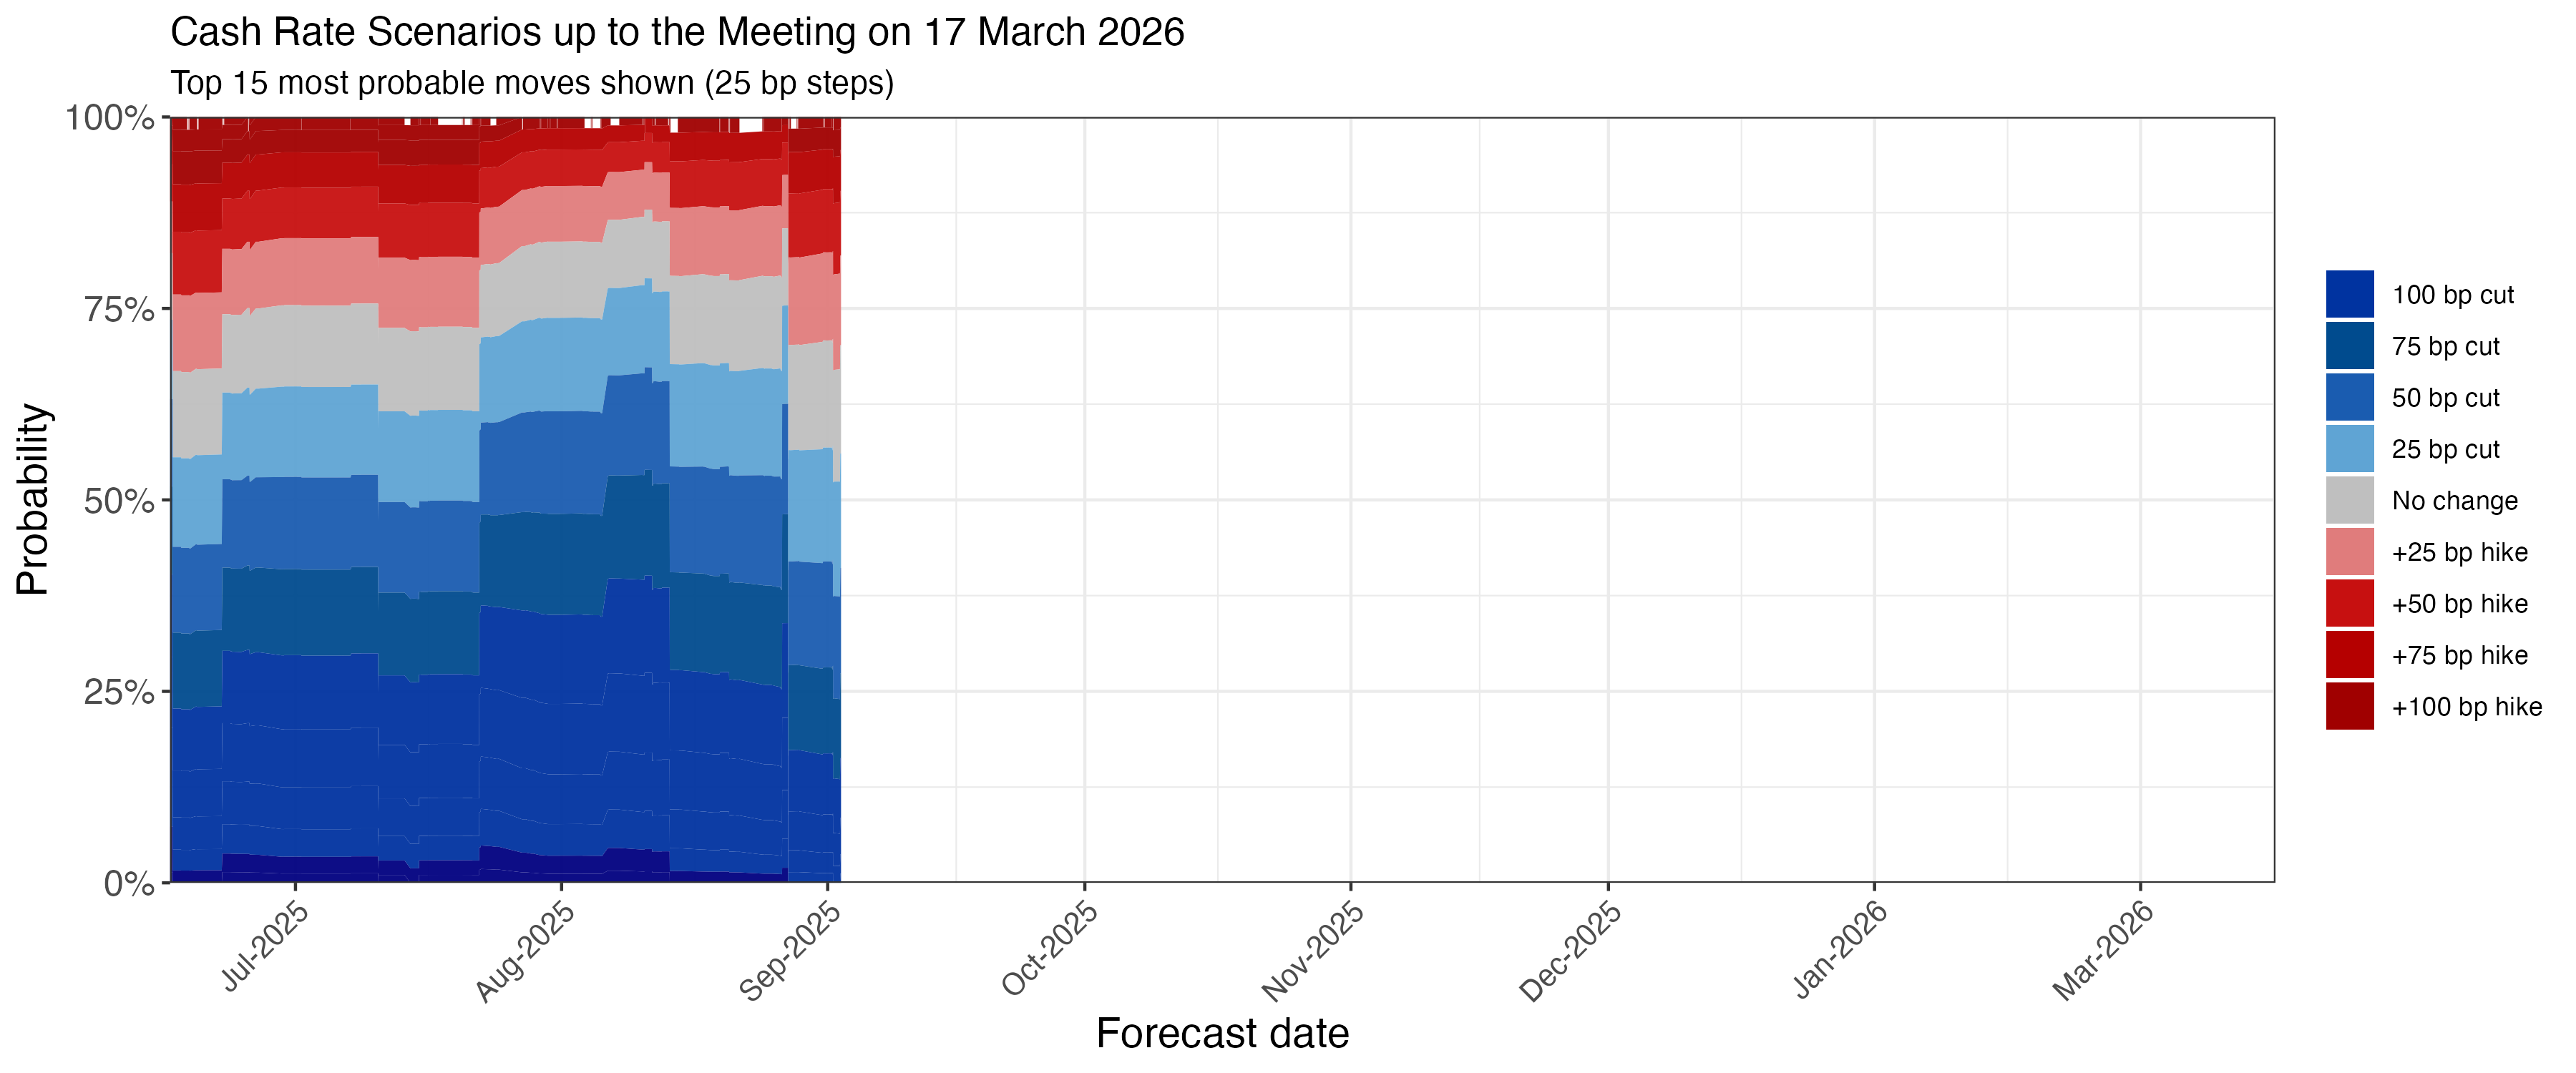 Cash Rate Scenarios up to the Meeting on 17 March 2026
Top 15 most probable moves shown (25 bp steps)
100%
75%
50%
25%
0%
Probability
100 bp cut
75 bp cut
50 bp cut
25 bp cut
No change
+25 bp hike
+50 bp hike
+75 bp hike
+100 bp hike
Jul-2025
Aug-2025
Sep-2025
Oct-2025
Nov-2025
Dec-2025
Jan-2026
Mar-2026
Forecast date